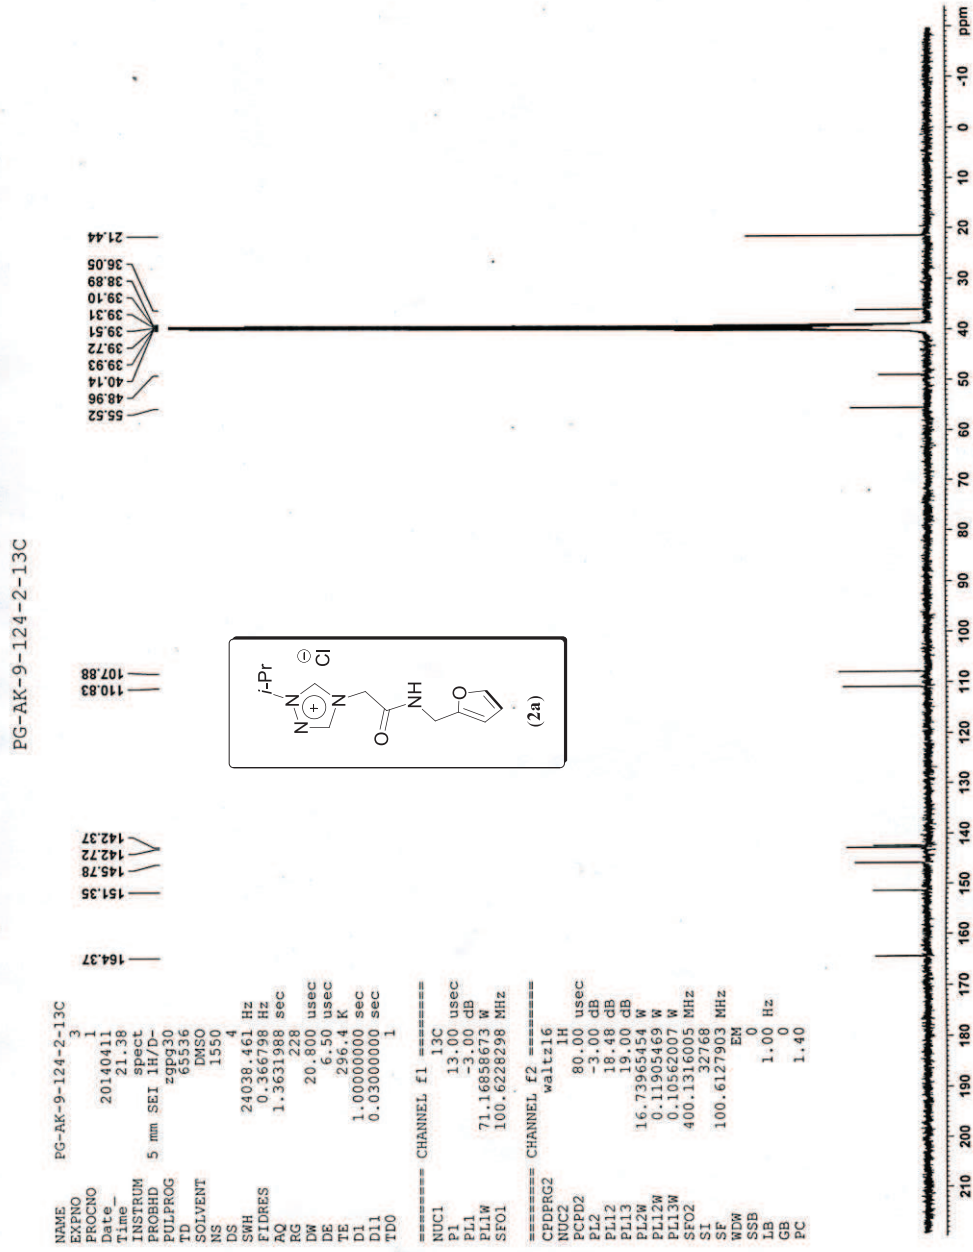 PG-AK-9-124-2-13C
NAME PG-AK-9-124-2-13C
EXPNO 3
PROCNO 1
Date_ 20140411
Time 21.38
INSTRUM spect
PROBHD 5 mm SEI 1H/D-
PULPROG zgpg30
TD 65536
SOLVENT DMSO
NS 1550
DS 4
SWH 24038.461 Hz
FIDRES 0.366798 Hz
AQ 1.3631988 sec
RG 228
DW 20.800 usec
DE 6.50 usec
TE 296.4 K
D1 1.00000000 sec
D11 0.03000000 sec
TD0 1
======== CHANNEL f1 ========
NUC1 13C
P1 13.00 usec
PL1 -3.00 dB
PL1W 71.16858673 W
SFO1 100.6228298 MHz
======== CHANNEL f2 ========
CPDPRG2 waltz16
NUC2 1H
PCPD2 80.00 usec
PL2 -3.00 dB
PL12 18.48 dB
PL13 19.00 dB
PL2W 16.73965454 W
PL12W 0.11905469 W
PL13W 0.10562007 W
SFO2 400.1316005 MHz
SI 32768
SF 100.6127903 MHz
WDW EM
SSB 0
LB 1.00 Hz
GB 0
PC 1.40
164.37
151.35
145.78
142.72
142.37
110.83
107.88
55.52
48.96
40.14
39.93
39.72
39.51
39.31
39.10
38.89
36.05
21.44
i-Pr
N
N
+
N
⊖
Cl
O
NH
O
(2a)
210 200 190 180 170 160 150 140 130 120 110 100 90 80 70 60 50 40 30 20 10 0 -10 ppm